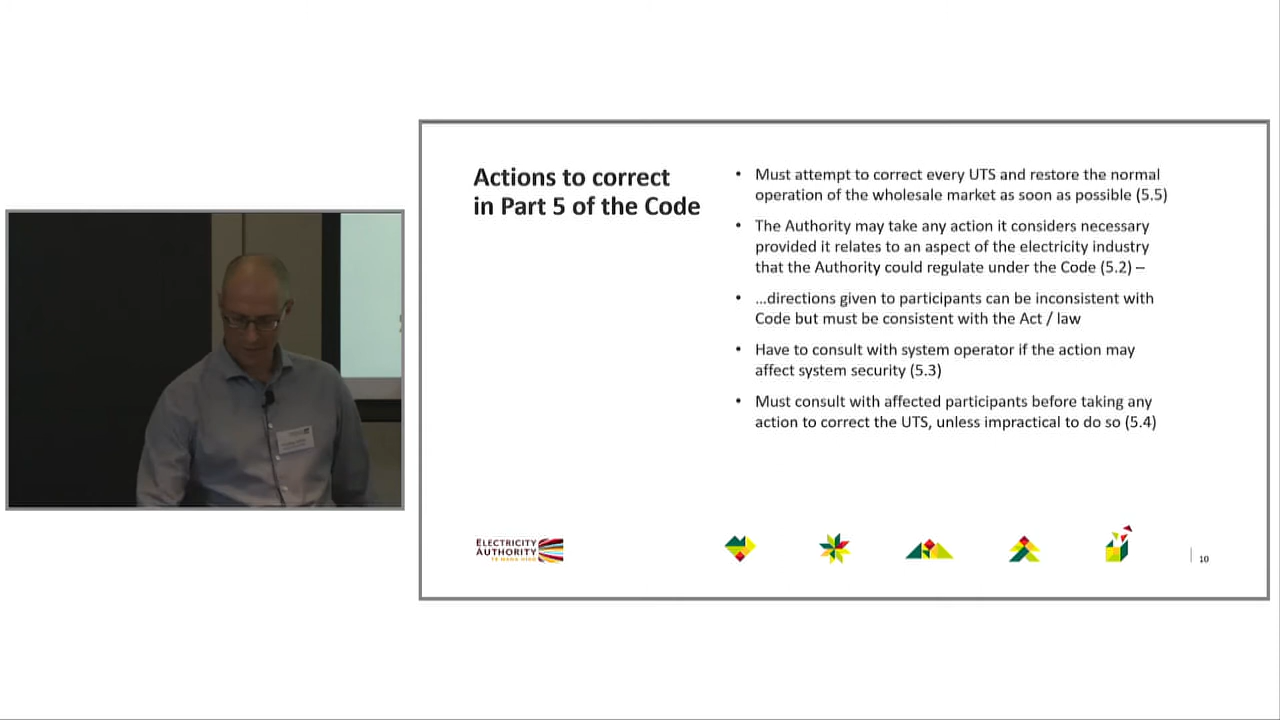 Actions to correct
in Part 5 of the Code
• Must attempt to correct every UTS and restore the normal
operation of the wholesale market as soon as possible (5.5)
• The Authority may take any action it considers necessary
provided it relates to an aspect of the electricity industry
that the Authority could regulate under the Code (5.2) –
• ...directions given to participants can be inconsistent with
Code but must be consistent with the Act / law
• Have to consult with system operator if the action may
affect system security (5.3)
• Must consult with affected participants before taking any
action to correct the UTS, unless impractical to do so (5.4)
ELECTRICITY
AUTHORITY
TE MANA HIKO
10